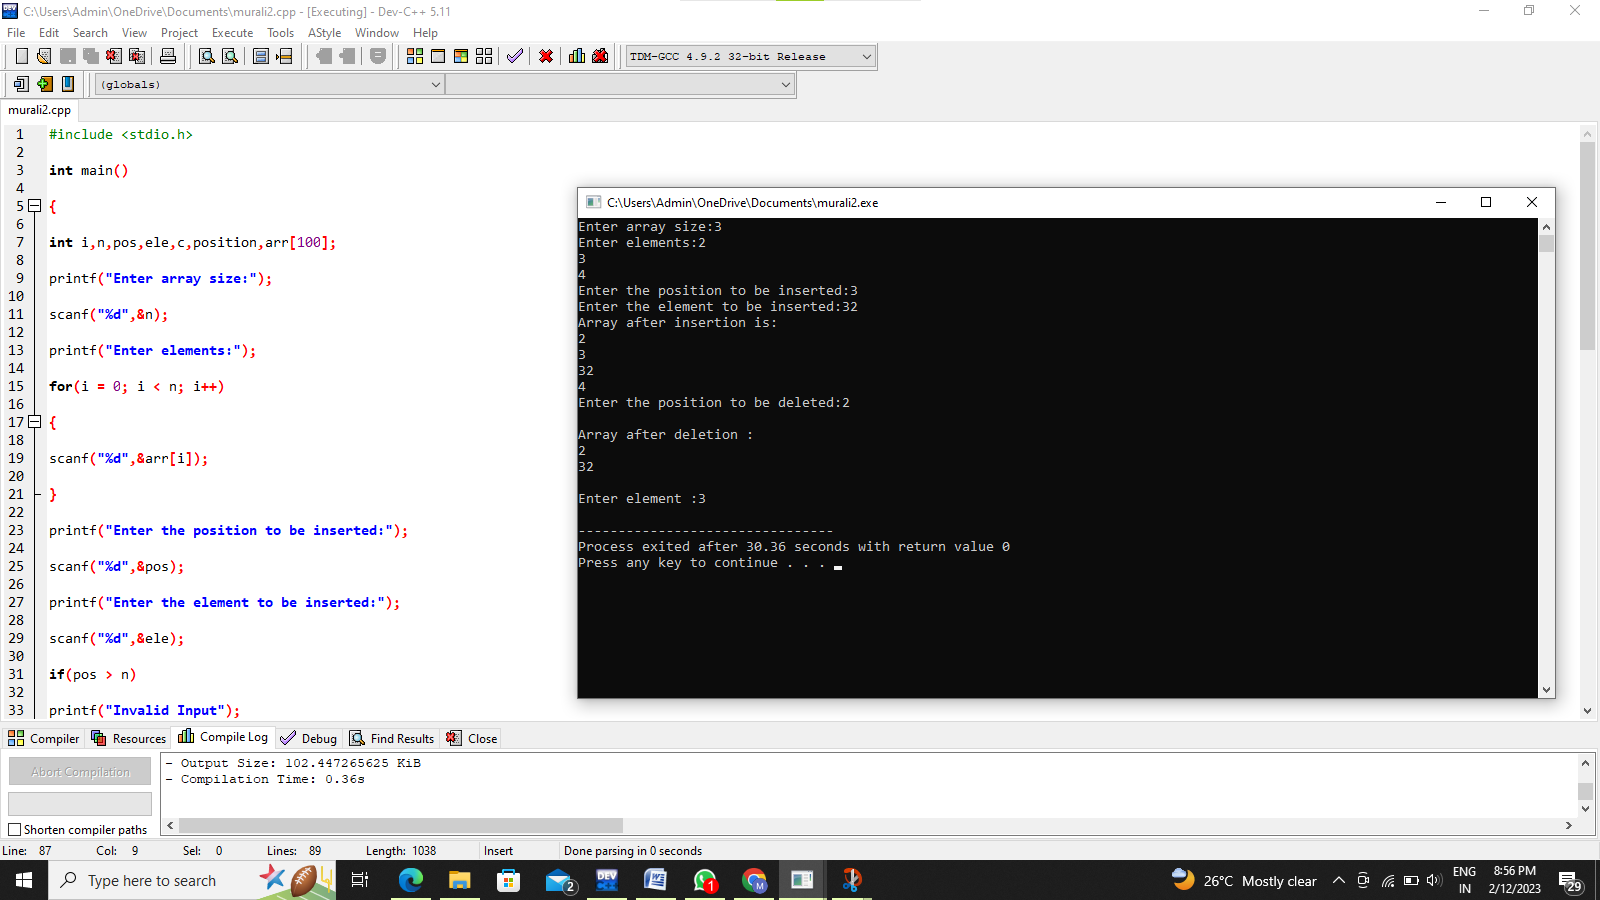 C:\Users\Admin\OneDrive\Documents\murali2.cpp - [Executing] - Dev-C++ 5.11
File Edit Search View Project Execute Tools AStyle Window Help
TDM-GCC 4.9.2 32-bit Release
(globals)
murali2.cpp
1 #include <stdio.h>
2
3 int main()
4
5 {
6
7 int i,n,pos,ele,c,position,arr[100];
8
9 printf("Enter array size:");
10
11 scanf("%d",&n);
12
13 printf("Enter elements:");
14
15 for(i = 0; i < n; i++)
16
17 {
18
19 scanf("%d",&arr[i]);
20
21 }
22
23 printf("Enter the position to be inserted:");
24
25 scanf("%d",&pos);
26
27 printf("Enter the element to be inserted:");
28
29 scanf("%d",&ele);
30
31 if(pos > n)
32
33 printf("Invalid Input");
C:\Users\Admin\OneDrive\Documents\murali2.exe
Enter array size:3
Enter elements:2
3
4
Enter the position to be inserted:3
Enter the element to be inserted:32
Array after insertion is:
2
3
32
4
Enter the position to be deleted:2
Array after deletion :
2
32
Enter element :3
--------------------------------
Process exited after 30.36 seconds with return value 0
Press any key to continue . . .
Compiler Resources Compile Log Debug Find Results Close
Abort Compilation
Shorten compiler paths
- Output Size: 102.447265625 KiB
- Compilation Time: 0.36s
Line: 87 Col: 9 Sel: 0 Lines: 89 Length: 1038 Insert Done parsing in 0 seconds
Type here to search
2
DEV
1
M
26°C Mostly clear
ENG
IN
8:56 PM
2/12/2023
29